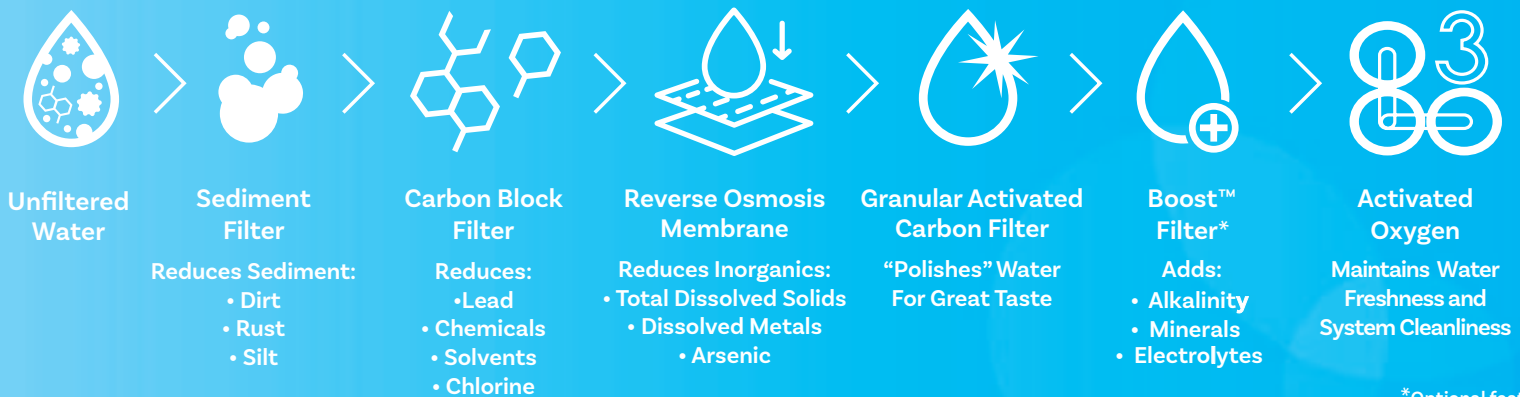 3
Unfiltered
Water
Sediment
Filter
Reduces Sediment:
• Dirt
• Rust
• Silt
Carbon Block
Filter
Reduces:
•Lead
• Chemicals
• Solvents
• Chlorine
Reverse Osmosis
Membrane
Reduces Inorganics:
• Total Dissolved Solids
• Dissolved Metals
• Arsenic
Granular Activated
Carbon Filter
“Polishes” Water
For Great Taste
Boost™
Filter*
Adds:
• Alkalinity
• Minerals
• Electrolytes
Activated
Oxygen
Maintains Water
Freshness and
System Cleanliness
*Optional